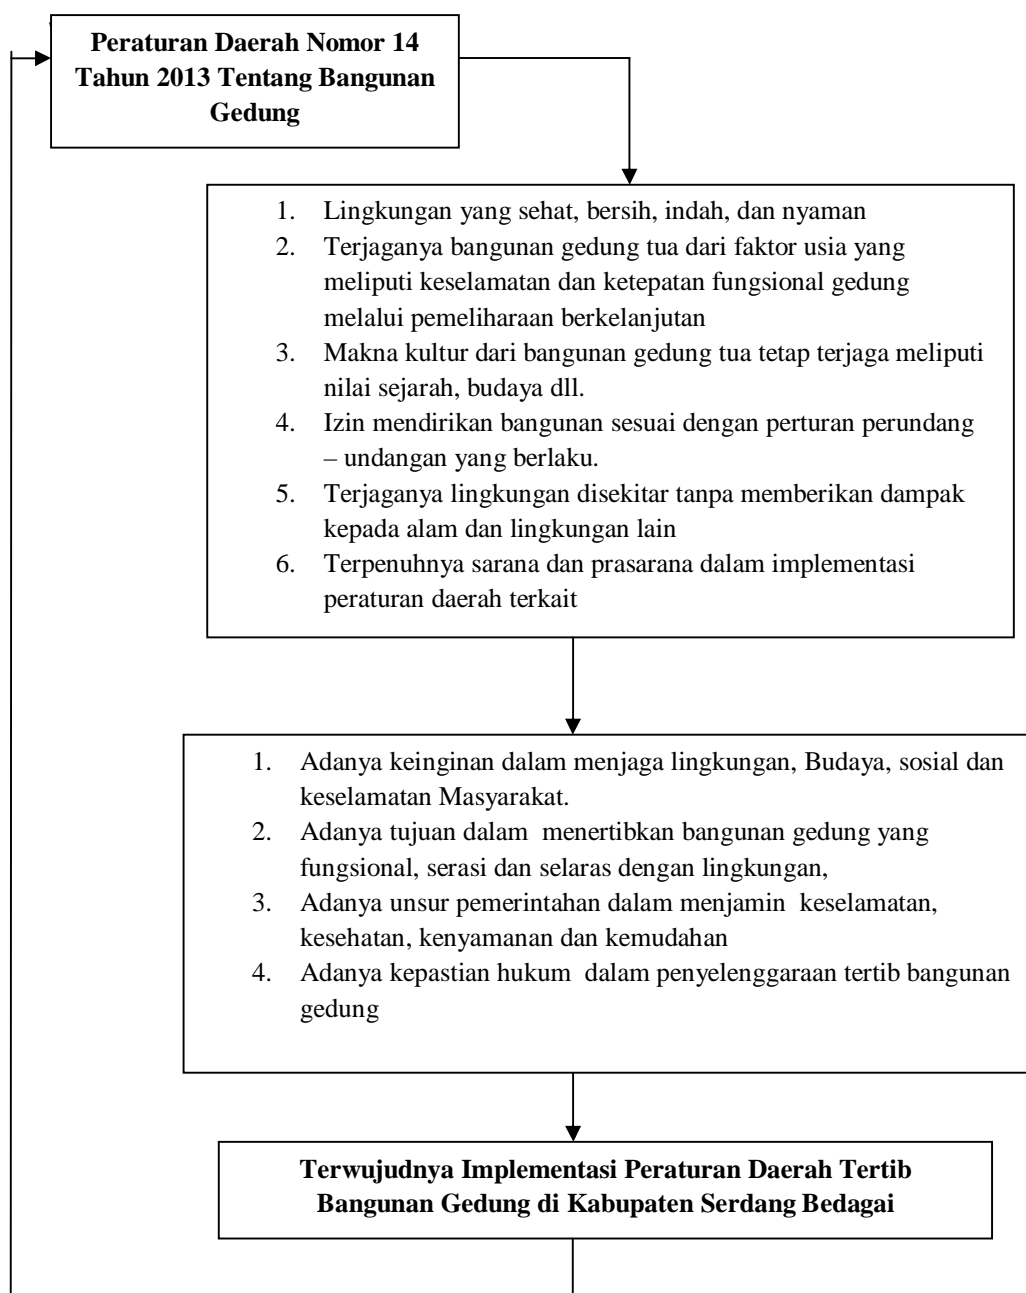 Peraturan Daerah Nomor 14
Tahun 2013 Tentang Bangunan
Gedung
1. Lingkungan yang sehat, bersih, indah, dan nyaman
2. Terjaganya bangunan gedung tua dari faktor usia yang
meliputi keselamatan dan ketepatan fungsional gedung
melalui pemeliharaan berkelanjutan
3. Makna kultur dari bangunan gedung tua tetap terjaga meliputi
nilai sejarah, budaya dll.
4. Izin mendirikan bangunan sesuai dengan perturan perundang
– undangan yang berlaku.
5. Terjaganya lingkungan disekitar tanpa memberikan dampak
kepada alam dan lingkungan lain
6. Terpenuhnya sarana dan prasarana dalam implementasi
peraturan daerah terkait
1. Adanya keinginan dalam menjaga lingkungan, Budaya, sosial dan
keselamatan Masyarakat.
2. Adanya tujuan dalam menertibkan bangunan gedung yang
fungsional, serasi dan selaras dengan lingkungan,
3. Adanya unsur pemerintahan dalam menjamin keselamatan,
kesehatan, kenyamanan dan kemudahan
4. Adanya kepastian hukum dalam penyelenggaraan tertib bangunan
gedung
Terwujudnya Implementasi Peraturan Daerah Tertib
Bangunan Gedung di Kabupaten Serdang Bedagai